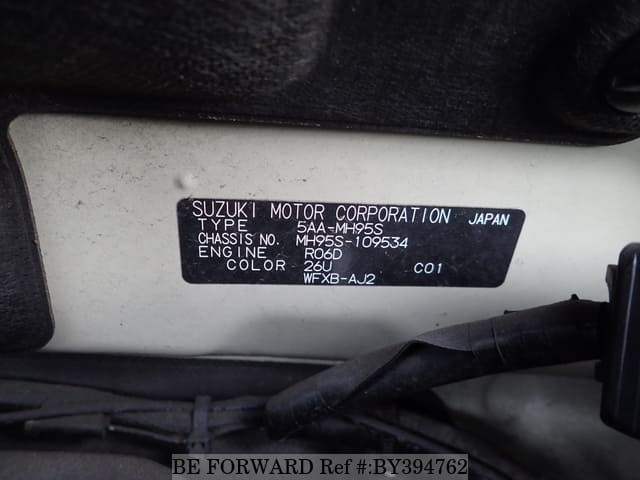 SUZUKI MOTOR CORPORATION JAPAN
TYPE 5AA-MH95S
CHASSIS NO. MH95S-109534
ENGINE R06D
COLOR 26U C01
WFXB-AJ2
BE FORWARD Ref #:BY394762